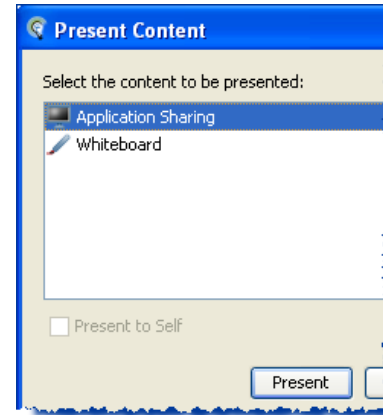 Present Content
Select the content to be presented:
Application Sharing
Whiteboard
Present to Self
Present